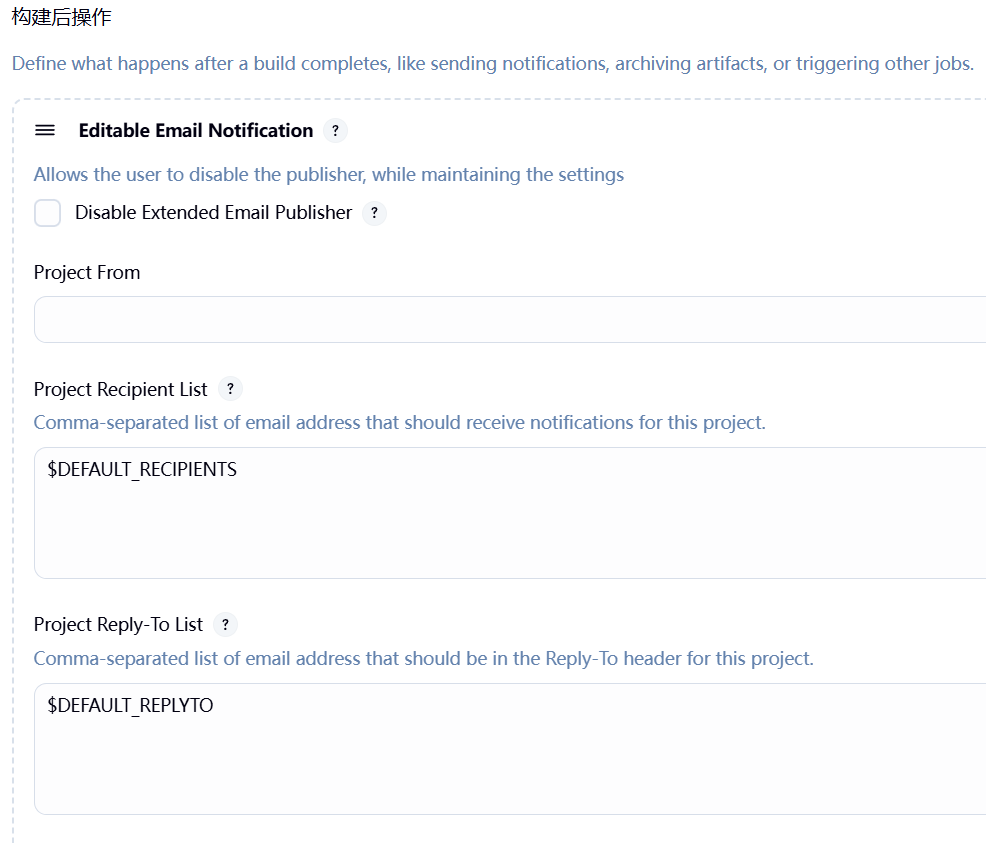 构建后操作
Define what happens after a build completes, like sending notifications, archiving artifacts, or triggering other jobs.
Editable Email Notification ?
Allows the user to disable the publisher, while maintaining the settings
Disable Extended Email Publisher ?
Project From
Project Recipient List ?
Comma-separated list of email address that should receive notifications for this project.
$DEFAULT_RECIPIENTS
Project Reply-To List ?
Comma-separated list of email address that should be in the Reply-To header for this project.
$DEFAULT_REPLYTO